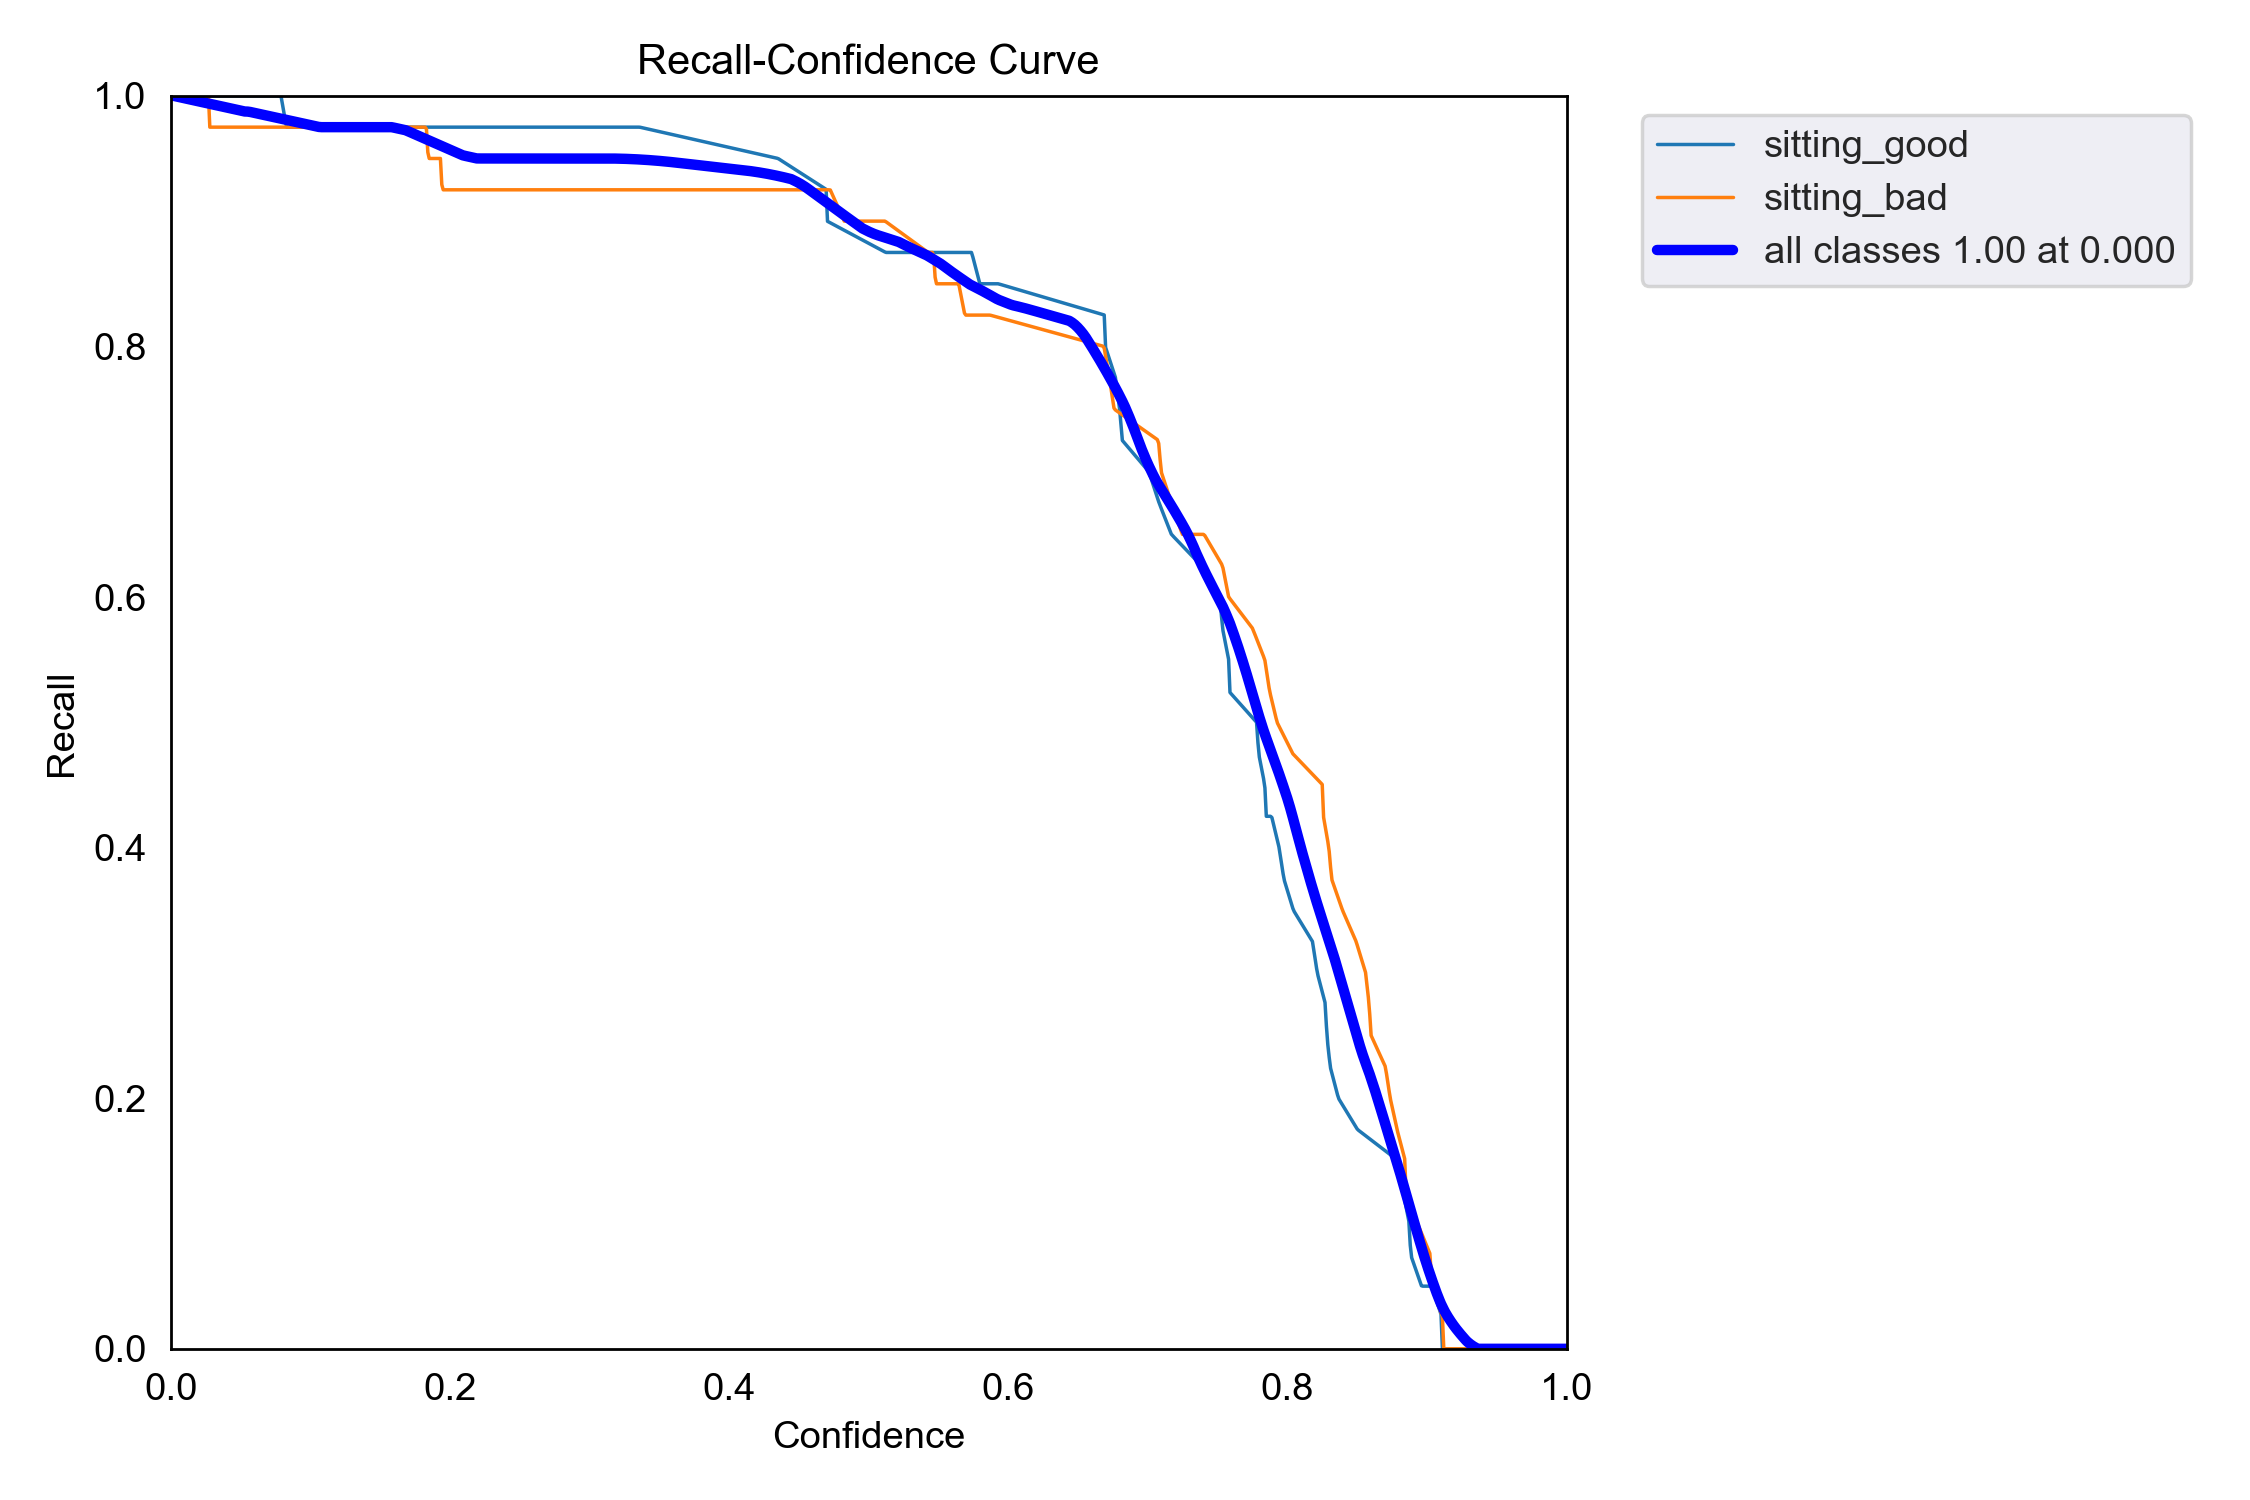 Recall-Confidence Curve
1.0
0.8
0.6
0.4
0.2
0.0
Recall
0.0 0.2 0.4 0.6 0.8 1.0
Confidence
sitting_good
sitting_bad
all classes 1.00 at 0.000